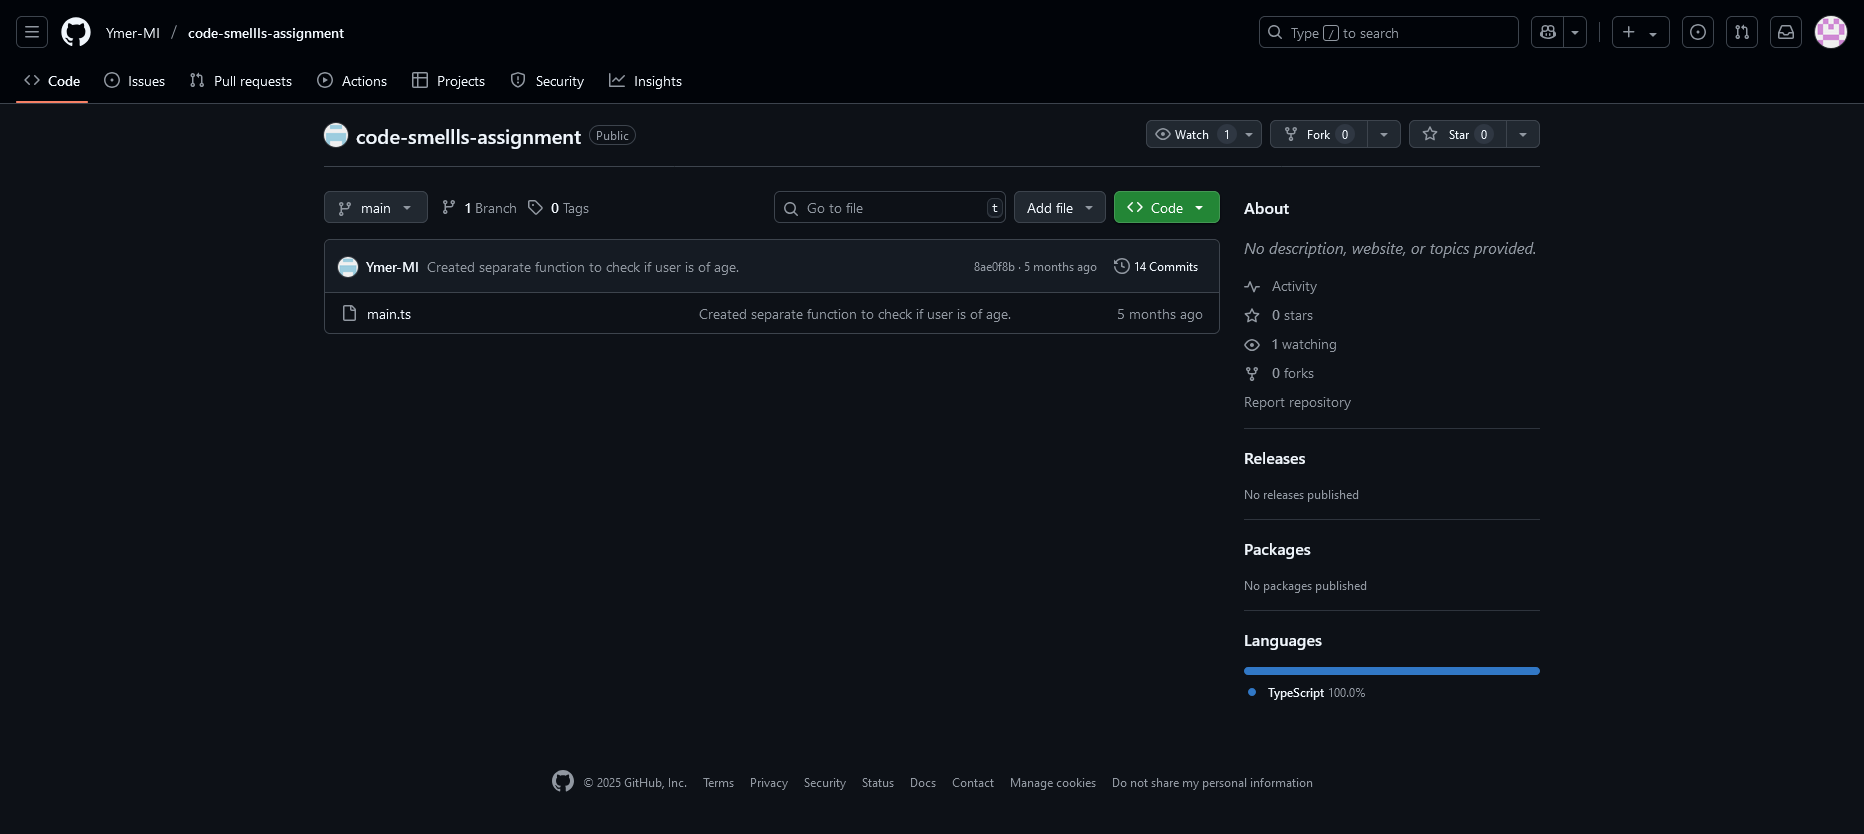 Ymer-MI / code-smellls-assignment
Type / to search
Code
Issues
Pull requests
Actions
Projects
Security
Insights
code-smellls-assignment Public
Watch 1
Fork 0
Star 0
main
1 Branch
0 Tags
Go to file t
Add file
Code
Ymer-MI Created separate function to check if user is of age.
8ae0f8b · 5 months ago
14 Commits
main.ts Created separate function to check if user is of age. 5 months ago
About
No description, website, or topics provided.
Activity
0 stars
1 watching
0 forks
Report repository
Releases
No releases published
Packages
No packages published
Languages
TypeScript 100.0%
© 2025 GitHub, Inc. Terms Privacy Security Status Docs Contact Manage cookies Do not share my personal information